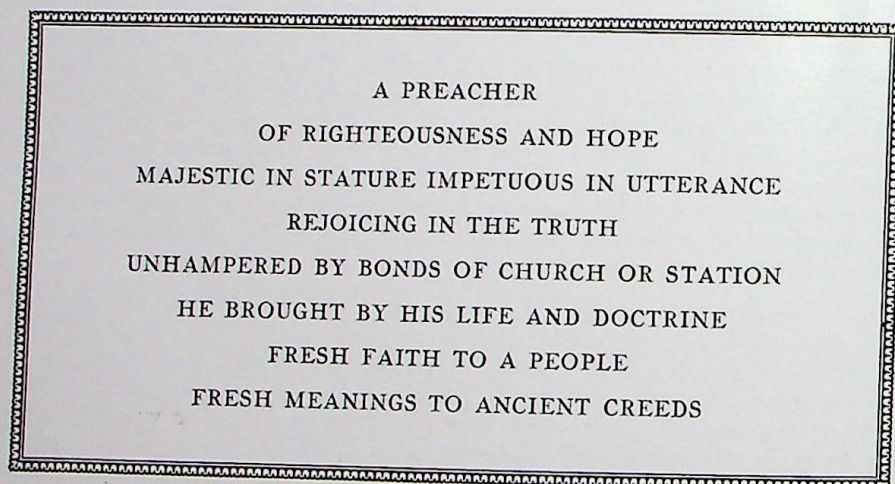 A PREACHER
OF RIGHTEOUSNESS AND HOPE
MAJESTIC IN STATURE IMPETUOUS IN UTTERANCE
REJOICING IN THE TRUTH
UNHAMPERED BY BONDS OF CHURCH OR STATION
HE BROUGHT BY HIS LIFE AND DOCTRINE
FRESH FAITH TO A PEOPLE
FRESH MEANINGS TO ANCIENT CREEDS